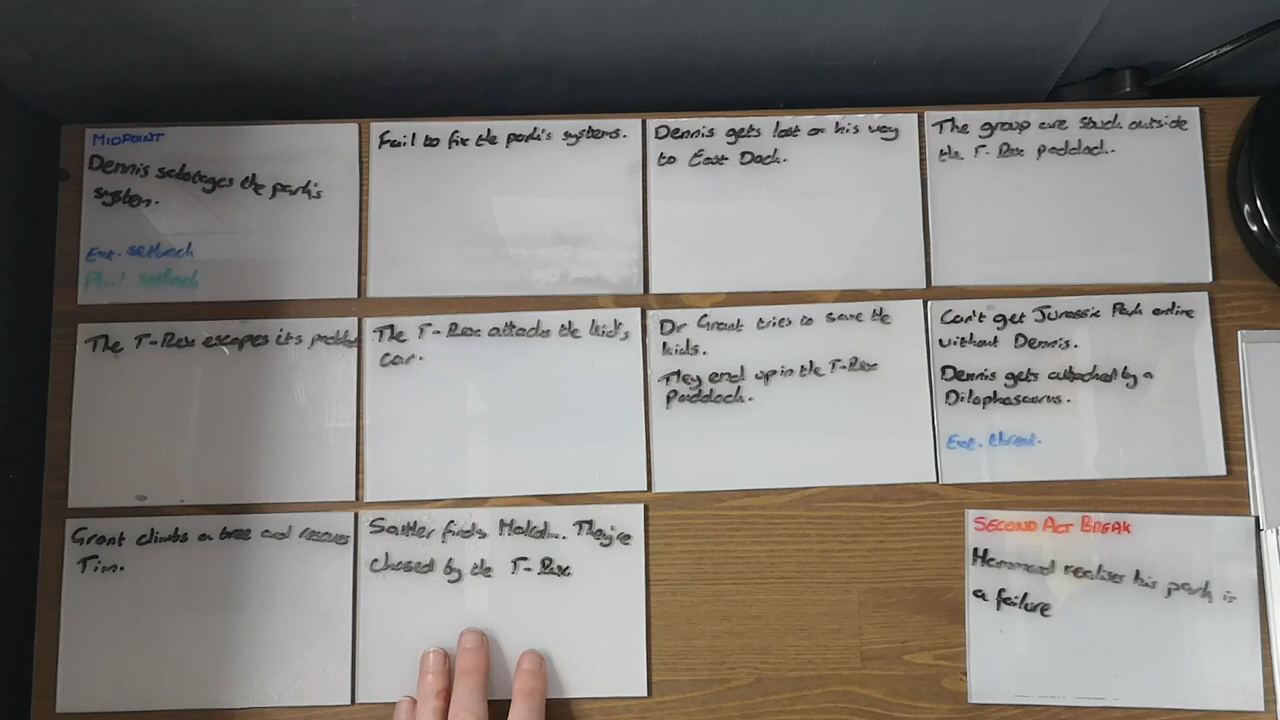 MIDPOINT
Dennis sabotages the park's
system.
Ext. setback
Fail to fix the park's systems.
Dennis gets lost on his way
to East Dock.
The group are stuck outside
the T-Rex paddock.
The T-Rex escapes its
The T-Rex attacks the kid's
car.
Dr Grant tries to save the
kids.
They end up in the T-Rex
Paddock.
Can't get Jurassic Park online
without Dennis.
Dennis gets attacked by a
Dilophosaurus.
Ext. threat.
Grant climbs a tree and rescues
Tim.
Sattler finds Malcolm. They're
chased by the T-Rex
SECOND ACT BREAK
Hammond realises his park is
a failure